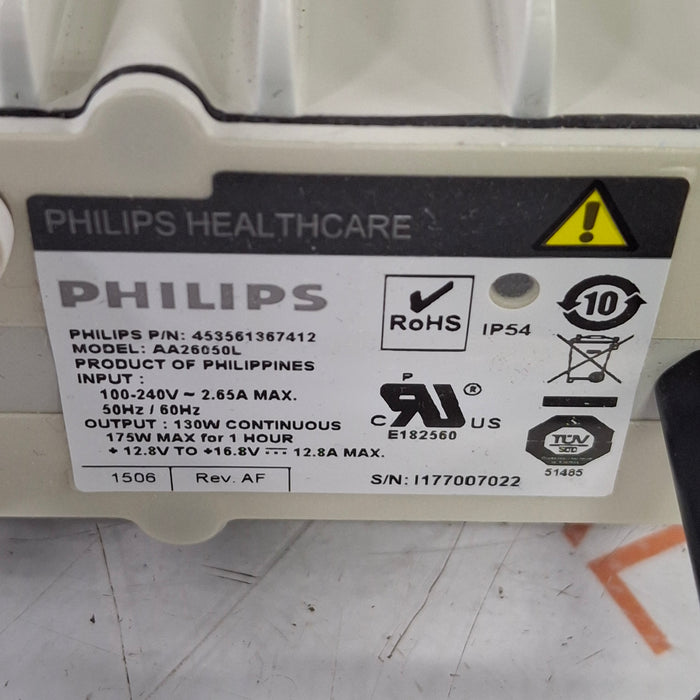 PHILIPS HEALTHCARE
PHILIPS
PHILIPS P/N: 453561367412
MODEL: AA26050L
PRODUCT OF PHILIPPINES
INPUT :
100-240V ~ 2.65A MAX.
50Hz / 60Hz
OUTPUT : 130W CONTINUOUS
175W MAX for 1 HOUR
+ 12.8V TO +16.8V ⎓ 12.8A MAX.
1506
Rev. AF
RoHS
IP54
10
C RU ® US
E182560
TÜV
51485
S/N: I177007022